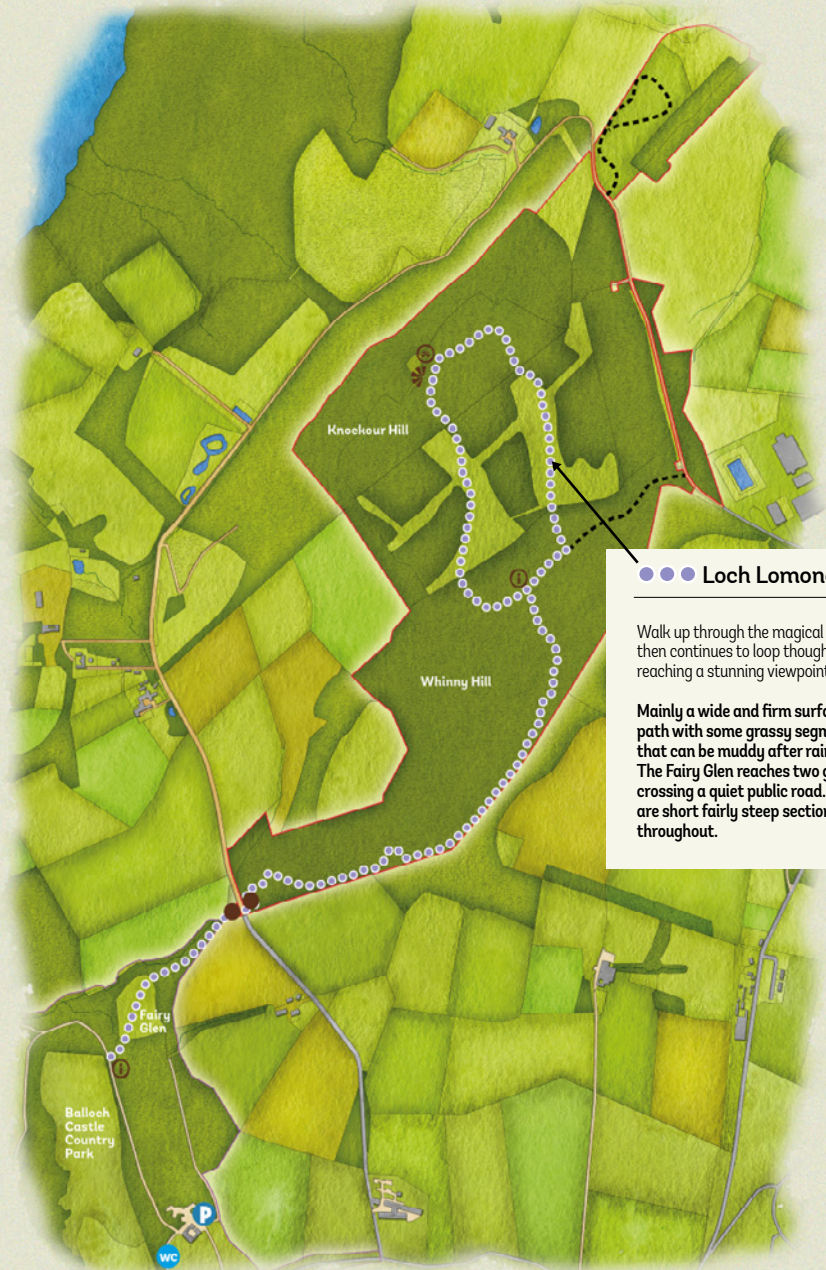 Knockour Hill
Loch Lomond
Walk up through the magical
then continues to loop though
reaching a stunning viewpoint
Mainly a wide and firm surfa
path with some grassy segm
that can be muddy after rai
The Fairy Glen reaches two g
crossing a quiet public road.
are short fairly steep section
throughout.
Whinny Hill
Fairy
Glen
Balloch
Castle
Country
Park
P
WC